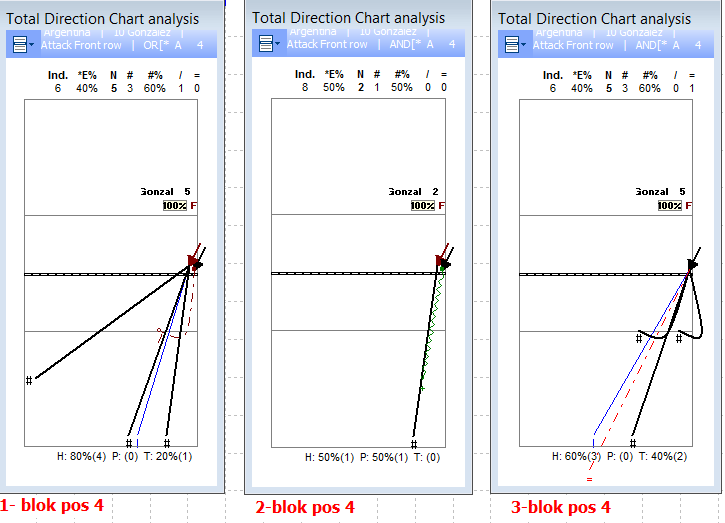 Total Direction Chart analysis
Argentina | 10 Gonzalez |
Attack Front row | OR[* A 4
Ind. *E% N # #% / =
6 40% 5 3 60% 1 0
Gonzal 5
100% F
#
# #
H: 80%(4) P: (0) T: 20%(1)
1- blok pos 4
Total Direction Chart analysis
Argentina | 10 Gonzalez |
Attack Front row | AND[* A 4
Ind. *E% N # #% / =
8 50% 2 1 50% 0 0
Gonzal 2
100% F
+
#
H: 50%(1) P: 50%(1) T: (0)
2-blok pos 4
Total Direction Chart analysis
Argentina | 10 Gonzalez |
Attack Front row | AND[* A 4
Ind. *E% N # #% / =
6 40% 5 3 60% 0 1
Gonzal 5
100% F
# #
#
H: 60%(3) P: (0) T: 40%(2)
=
3-blok pos 4